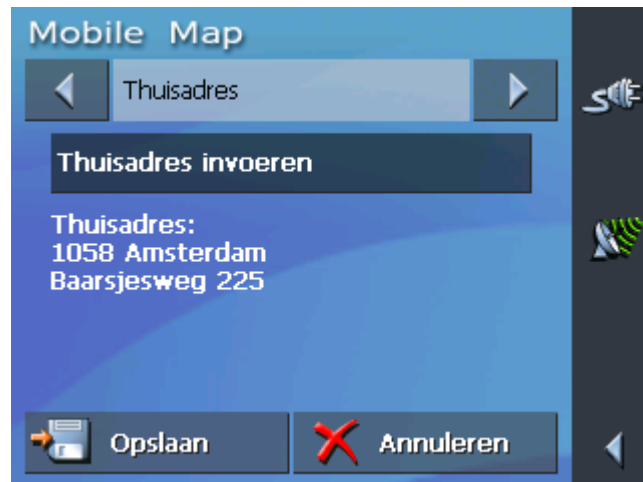 Mobile Map
Thuisadres
Thuisadres invoeren
Thuisadres:
1058 Amsterdam
Baarsjesweg 225
Opslaan
Annuleren